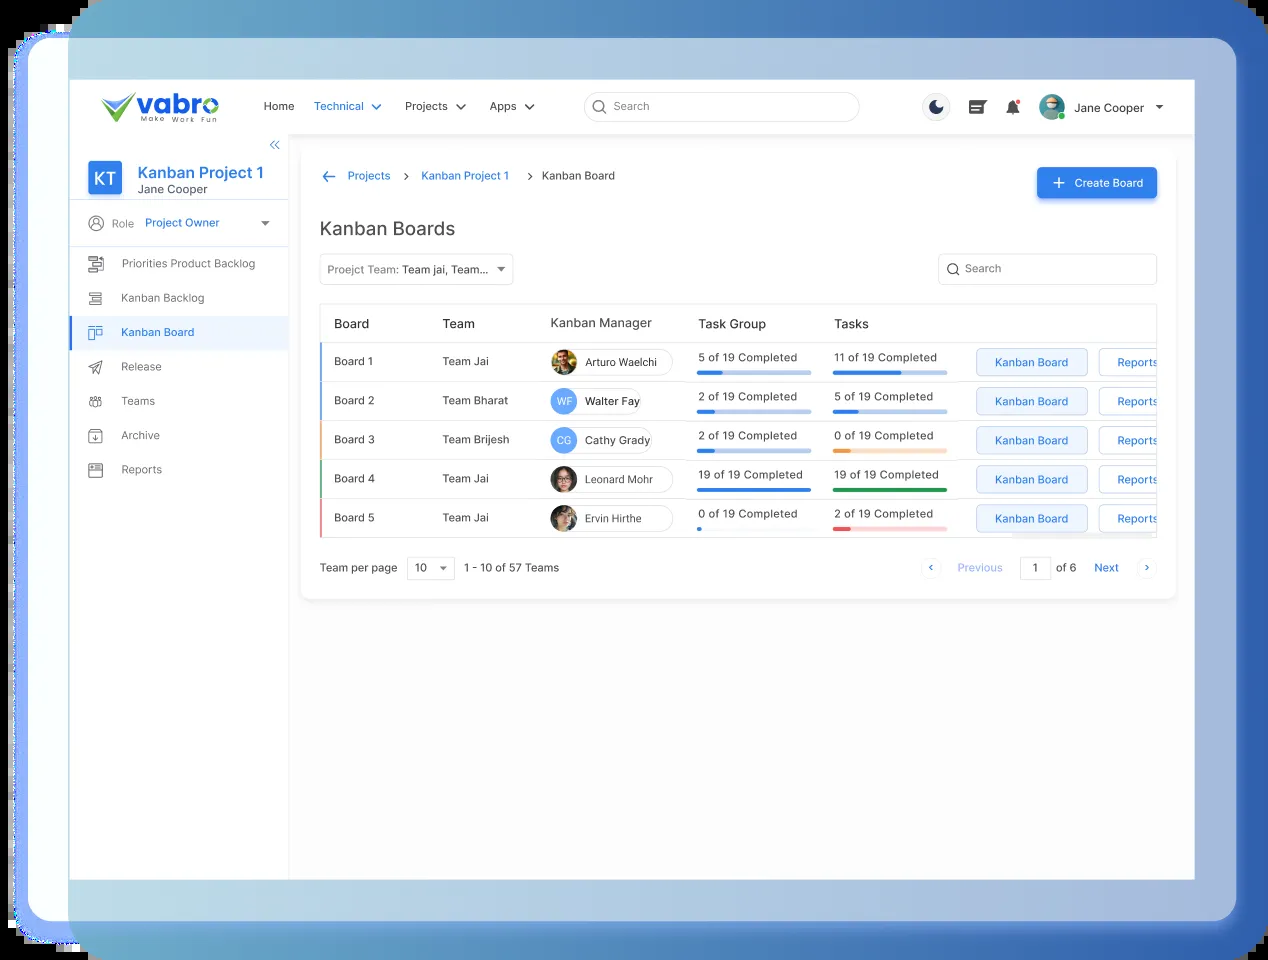 vabro
Make Work Fun
Home Technical Projects Apps Search Jane Cooper
KT Kanban Project 1
Jane Cooper
Role Project Owner
Priorities Product Backlog
Kanban Backlog
Kanban Board
Release
Teams
Archive
Reports
Projects > Kanban Project 1 > Kanban Board
+ Create Board
Kanban Boards
Proejct Team: Team jai, Team... Search
Board Team Kanban Manager Task Group Tasks
Board 1 Team Jai Arturo Waelchi 5 of 19 Completed 11 of 19 Completed Kanban Board Reports
Board 2 Team Bharat WF Walter Fay 2 of 19 Completed 5 of 19 Completed Kanban Board Reports
Board 3 Team Brijesh CG Cathy Grady 2 of 19 Completed 0 of 19 Completed Kanban Board Reports
Board 4 Team Jai Leonard Mohr 19 of 19 Completed 19 of 19 Completed Kanban Board Reports
Board 5 Team Jai Ervin Hirthe 0 of 19 Completed 2 of 19 Completed Kanban Board Reports
Team per page 10 1 - 10 of 57 Teams < Previous 1 of 6 Next >